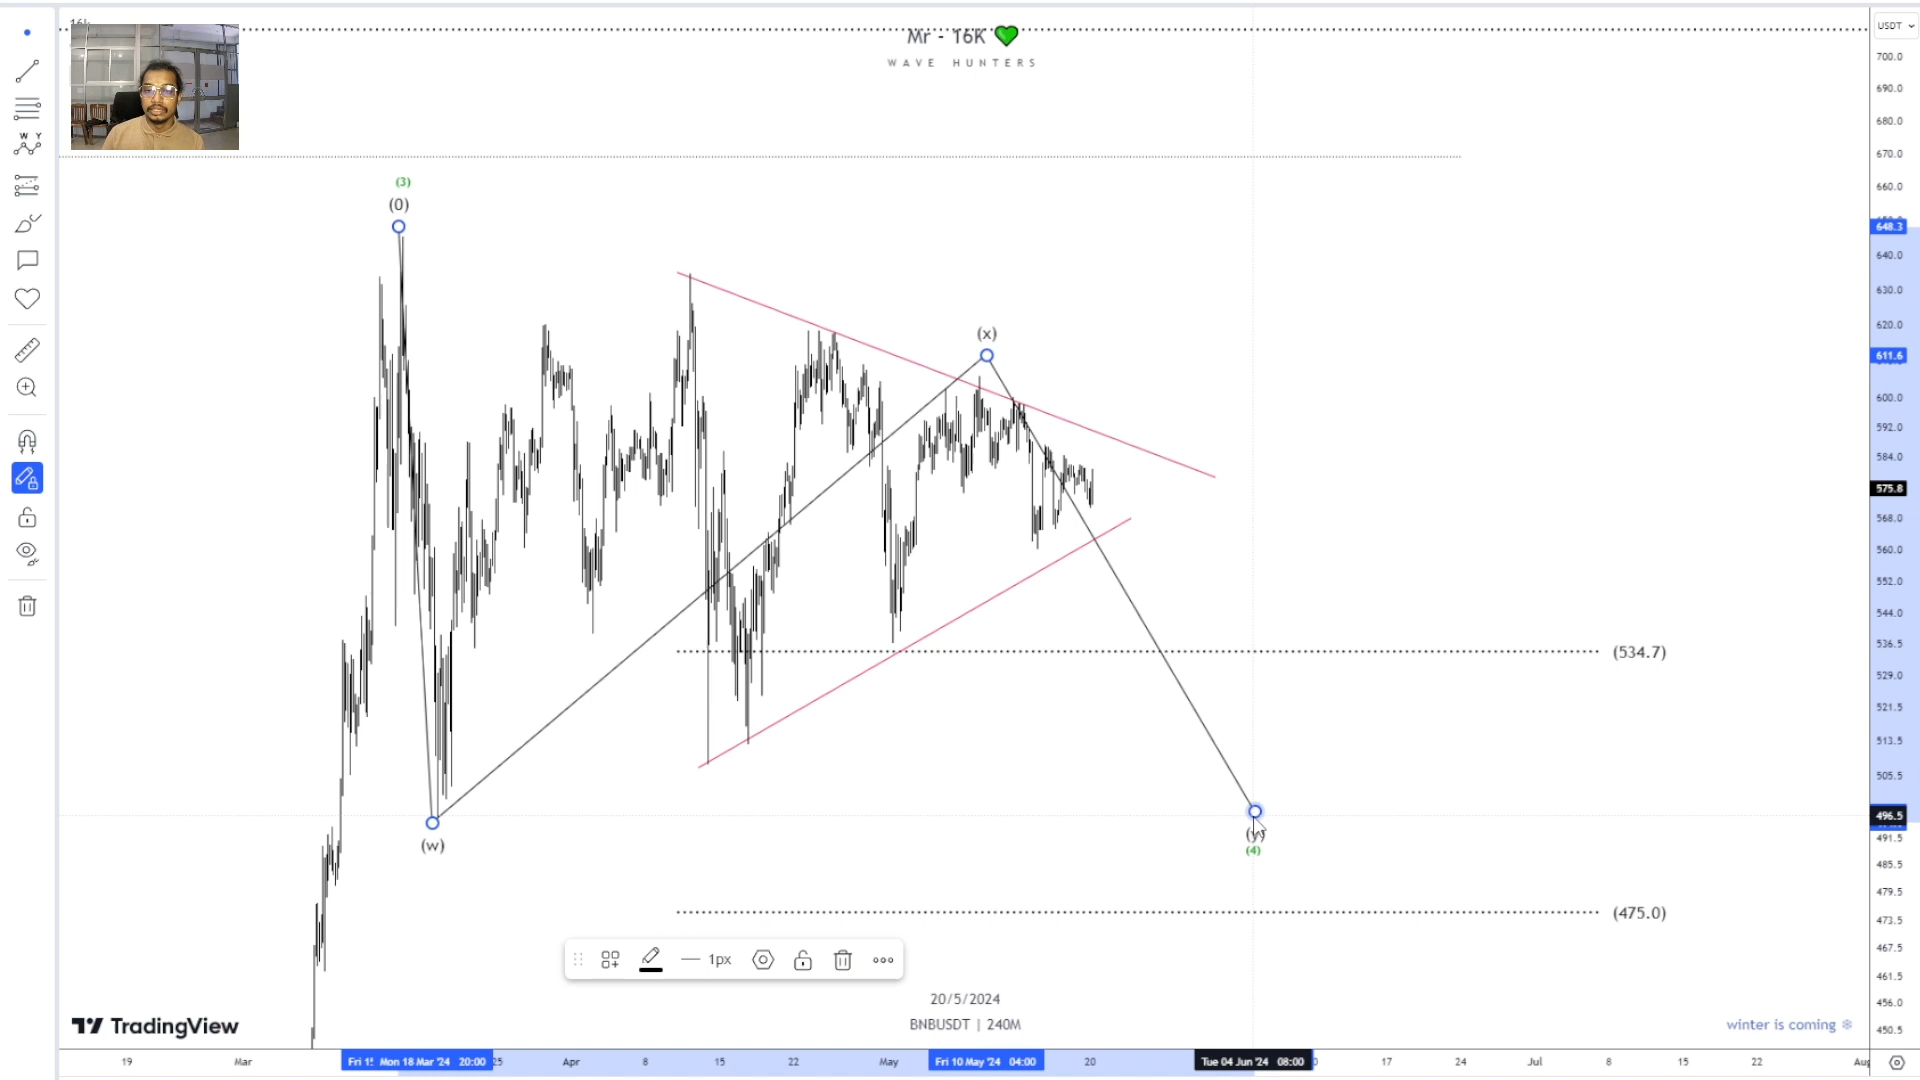 16k
Mr - 16K
WAVE HUNTERS
USDT
W Y
700.0
690.0
680.0
670.0
660.0
648.3
640.0
630.0
620.0
611.6
600.0
592.0
584.0
575.8
568.0
560.0
552.0
544.0
536.5
529.0
521.5
513.5
505.5
496.5
491.5
485.5
479.5
473.5
467.5
461.5
456.0
450.5
(3)
(0)
(x)
(w)
(y)
(4)
(534.7)
(475.0)
1px
20/5/2024
BNBUSDT | 240M
TradingView
winter is coming
19 Mar Fri 15 Mon 18 Mar '24 20:00 25 Apr 8 15 22 May Fri 10 May '24 04:00 20 Tue 04 Jun '24 08:00 17 24 Jul 8 15 22